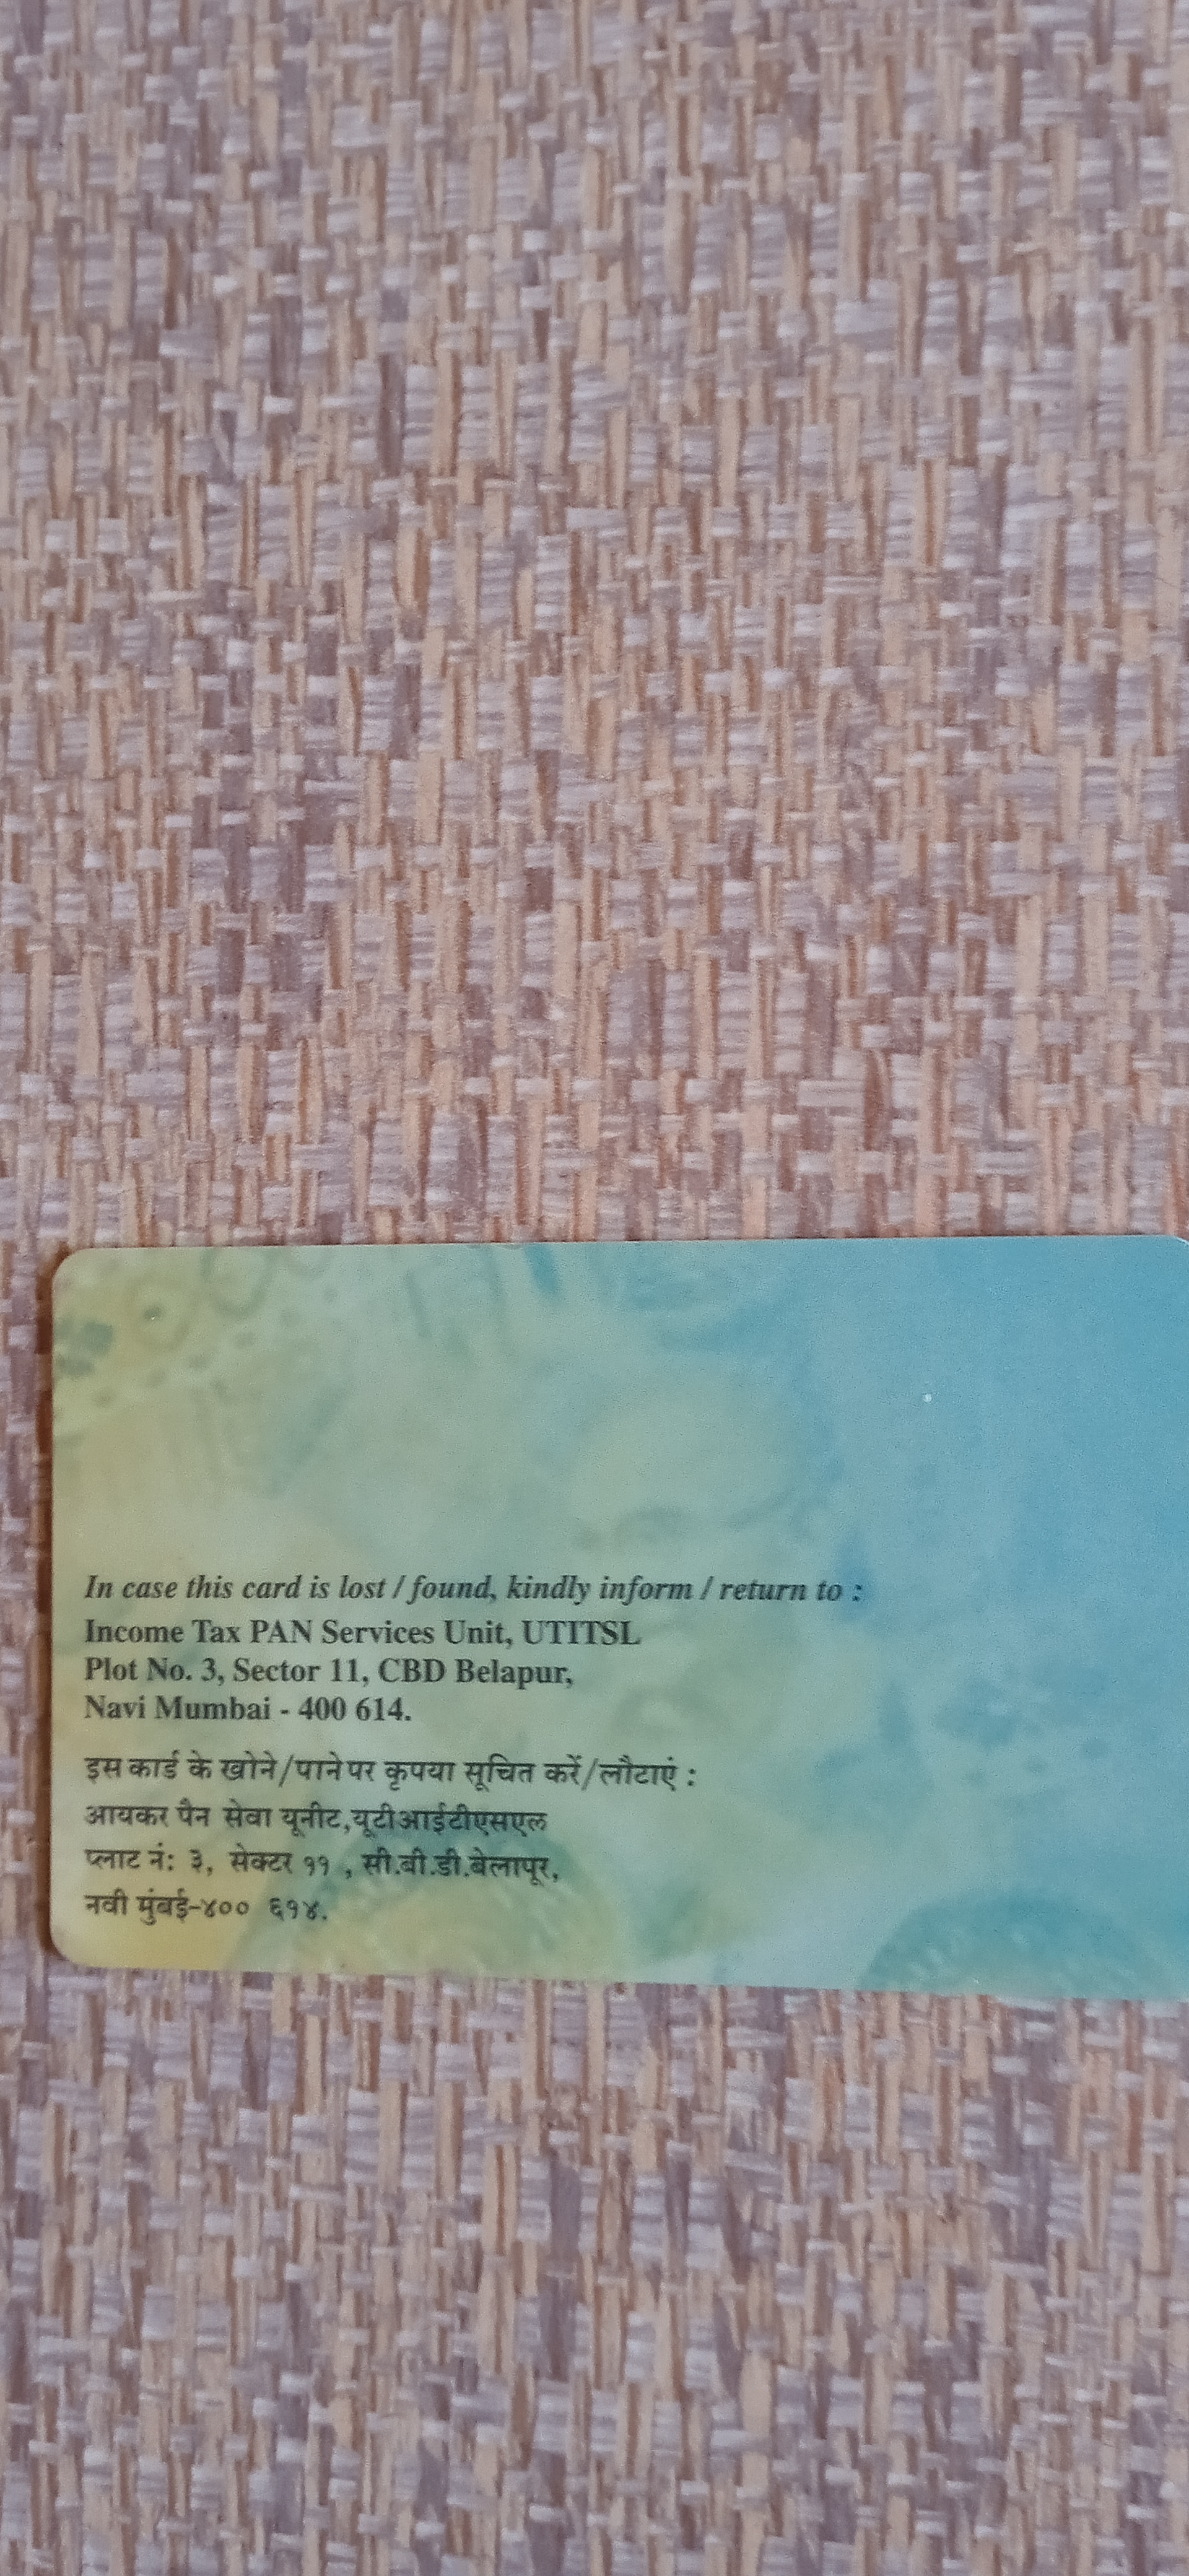 In case this card is lost / found, kindly inform / return to :
Income Tax PAN Services Unit, UTITSL
Plot No. 3, Sector 11, CBD Belapur,
Navi Mumbai - 400 614.
इस कार्ड के खोने/पाने पर कृपया सूचित करें/लौटाएं :
आयकर पैन सेवा यूनीट,यूटीआईटीएसएल
प्लाट नं: ३, सेक्टर ११ , सी.बी.डी.बेलापूर,
नवी मुंबई-४०० ६१४.